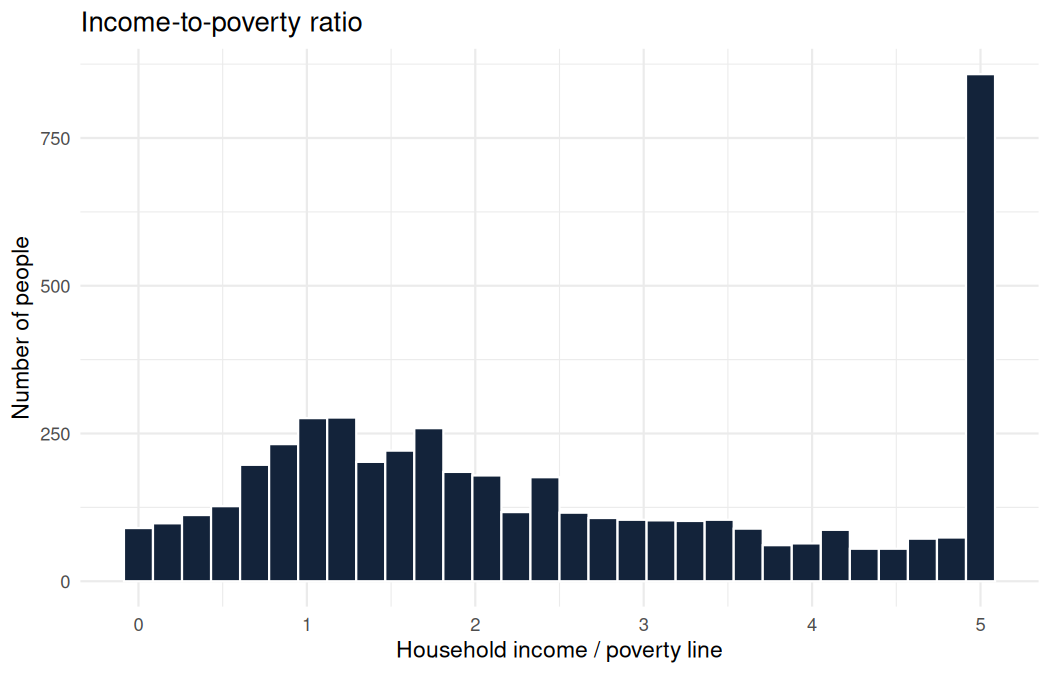 Income-to-poverty ratio
Number of people
750
500
250
0
0 1 2 3 4 5
Household income / poverty line